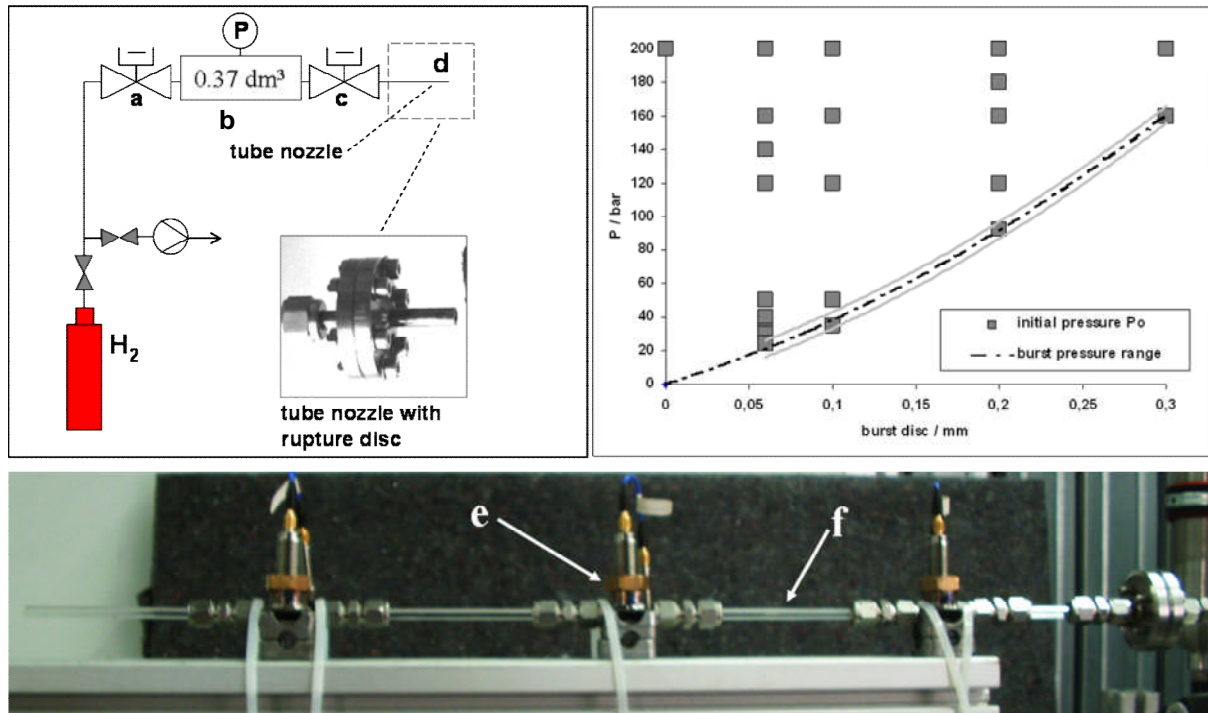 P
0.37 dm³
a
b
c
d
tube nozzle
H₂
tube nozzle with
rupture disc
P / bar
200
180
160
140
120
100
80
60
40
20
0
0
0,05
0,1
0,15
0,2
0,25
0,3
burst disc / mm
initial pressure Po
burst pressure range
e
f